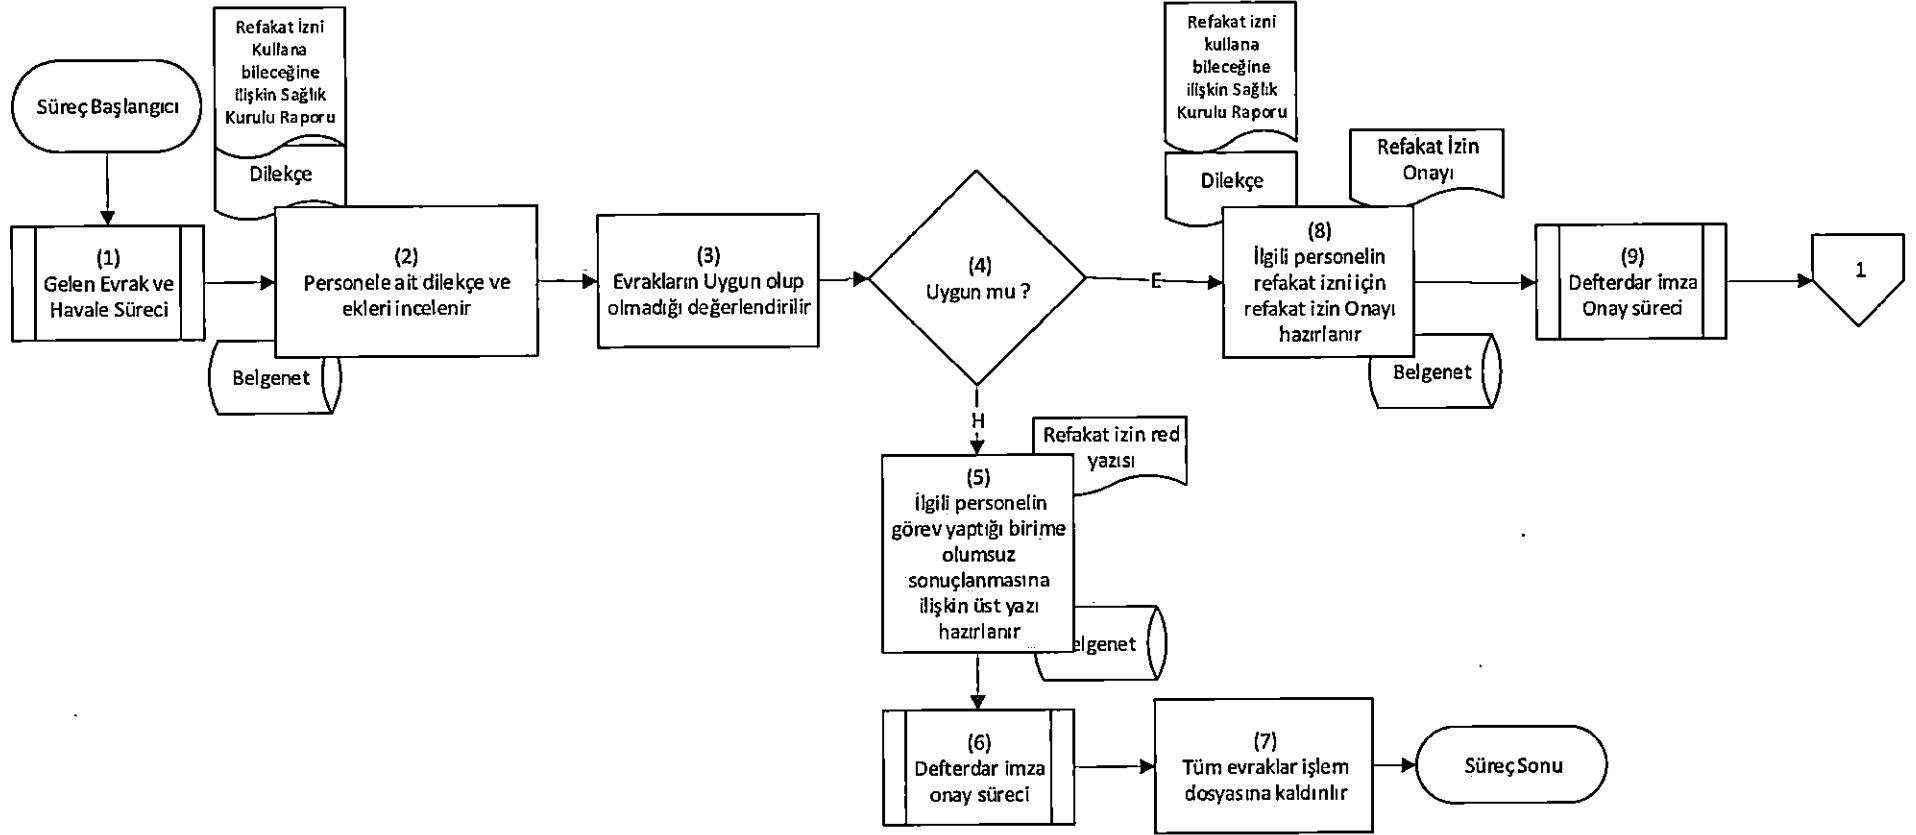 Süreç Başlangıcı
Refakat İzni
Kullana
bileceğine
ilişkin Sağlık
Kurulu Raporu
Dilekçe
(1)
Gelen Evrak ve
Havale Süreci
(2)
Personele ait dilekçe ve
ekleri incelenir
Belgenet
(3)
Evrakların Uygun olup
olmadığı değerlendirilir
(4)
Uygun mu ?
E
H
Refakat izni
kullana
bileceğine
ilişkin Sağlık
Kurulu Raporu
Dilekçe
Refakat İzin
Onayı
(8)
İlgili personelin
refakat izni için
refakat izin Onayı
hazırlanır
Belgenet
(9)
Defterdar imza
Onay süreci
1
Refakat izin red
yazısı
(5)
İlgili personelin
görev yaptığı birime
olumsuz
sonuçlanmasına
ilişkin üst yazı
hazırlanır
elgenet
(6)
Defterdar imza
onay süreci
(7)
Tüm evraklar işlem
dosyasına kaldırılır
Süreç Sonu